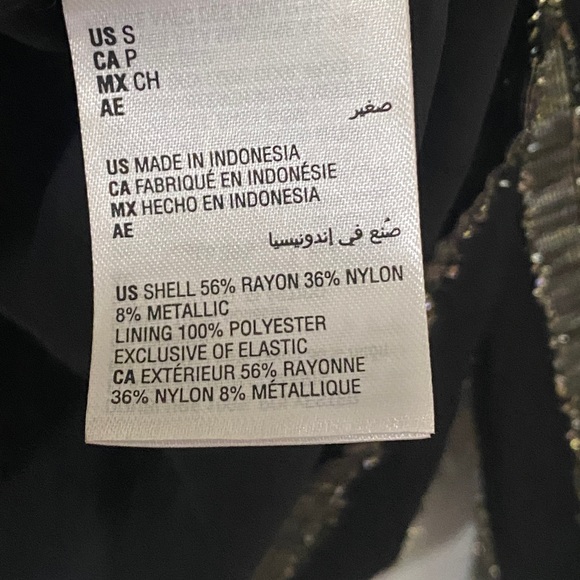 US S
CA P
MX CH
AE
صغير
US MADE IN INDONESIA
CA FABRIQUÉ EN INDONÉSIE
MX HECHO EN INDONESIA
AE
صُنع في إندونيسيا
US SHELL 56% RAYON 36% NYLON
8% METALLIC
LINING 100% POLYESTER
EXCLUSIVE OF ELASTIC
CA EXTÉRIEUR 56% RAYONNE
36% NYLON 8% MÉTALLIQUE